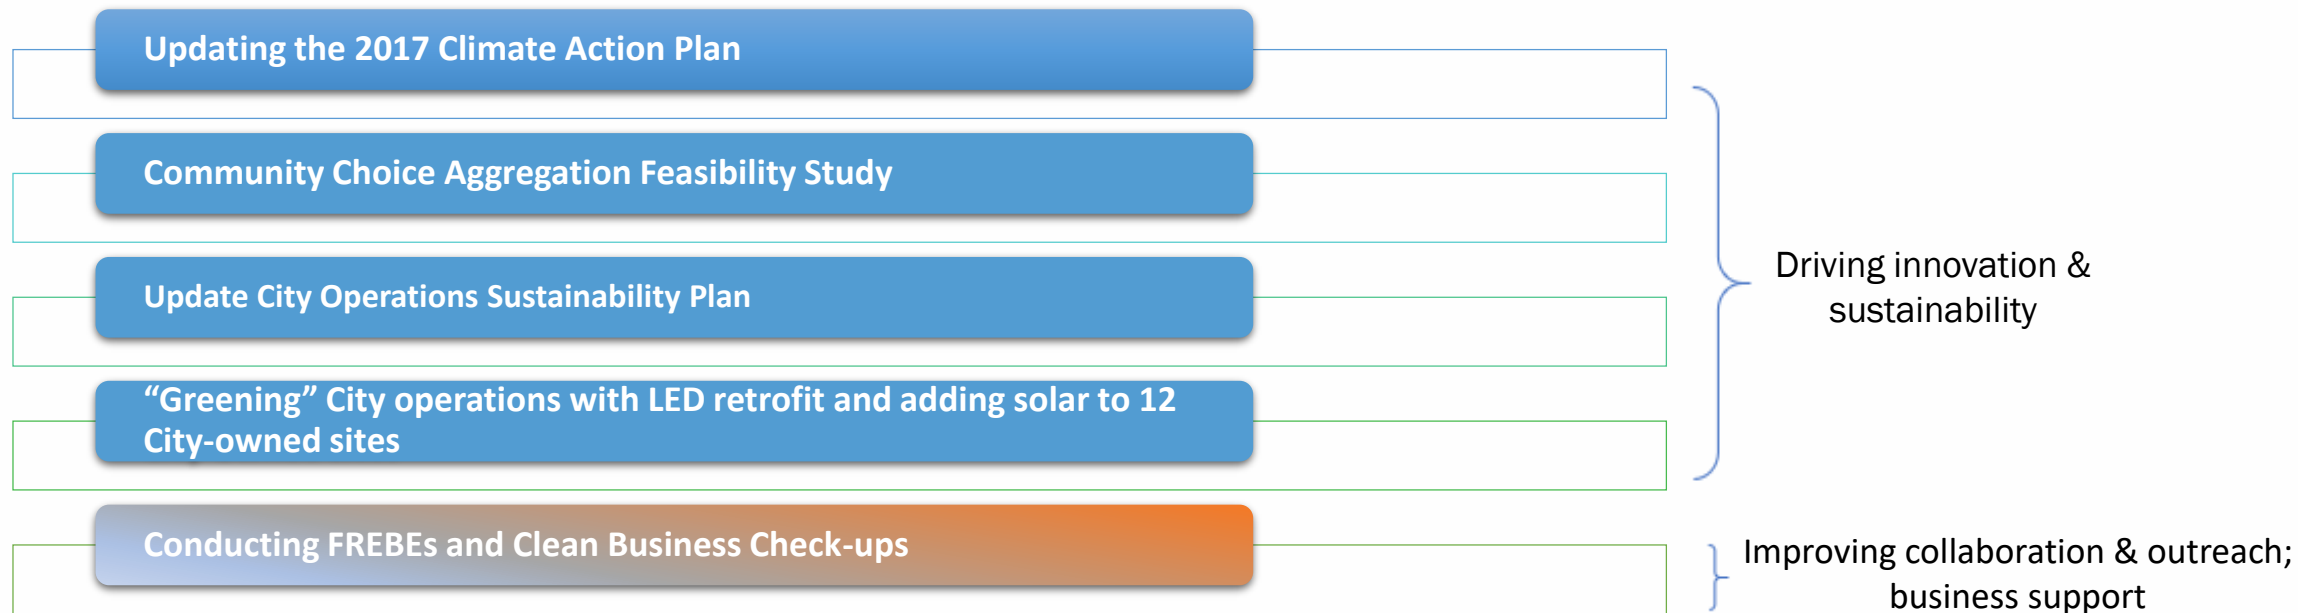 Updating the 2017 Climate Action Plan
Community Choice Aggregation Feasibility Study
Update City Operations Sustainability Plan
“Greening” City operations with LED retrofit and adding solar to 12
City-owned sites
Driving innovation &
sustainability
Conducting FREBEs and Clean Business Check-ups
Improving collaboration & outreach;
business support